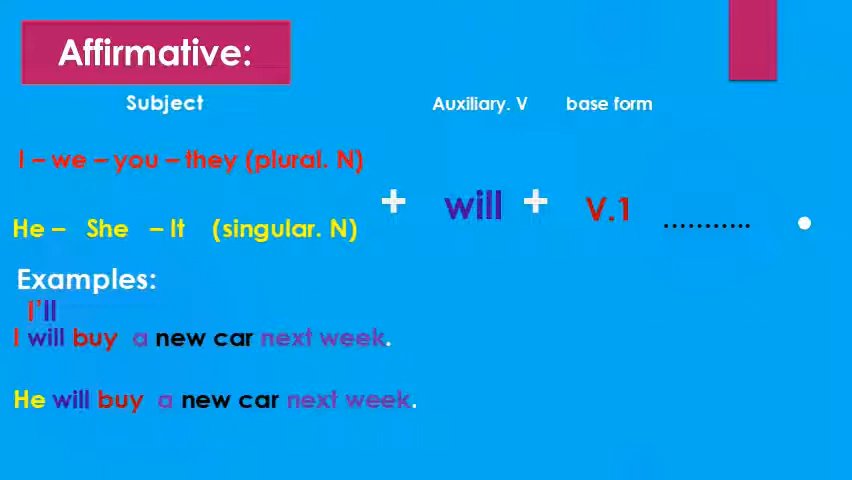 Affirmative:
Subject Auxiliary. V base form
I – we – you – they (plural. N)
+ will + V.1 ........... .
He – She – It (singular. N)
Examples:
I'll
I will buy a new car next week.
He will buy a new car next week.